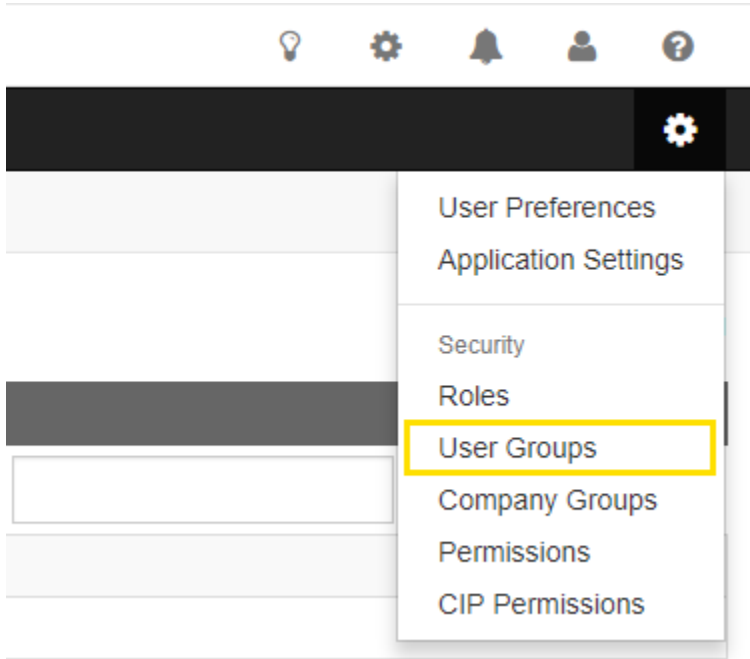 User Preferences
Application Settings
Security
Roles
User Groups
Company Groups
Permissions
CIP Permissions